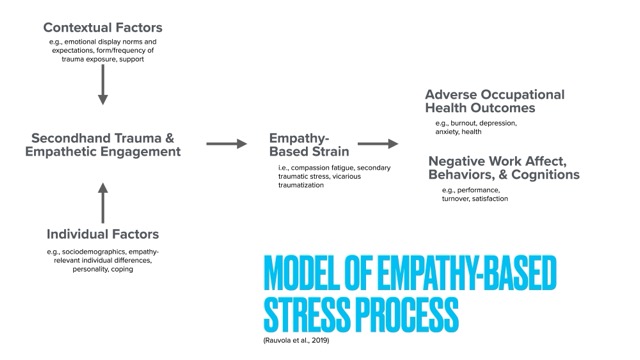 Contextual Factors
e.g., emotional display norms and
expectations, form/frequency of
trauma exposure, support
Secondhand Trauma &
Empathetic Engagement
Individual Factors
e.g., sociodemographics, empathy-
relevant individual differences,
personality, coping
Empathy-
Based Strain
i.e., compassion fatigue, secondary
traumatic stress, vicarious
traumatization
Adverse Occupational
Health Outcomes
e.g., burnout, depression,
anxiety, health
Negative Work Affect,
Behaviors, & Cognitions
e.g., performance,
turnover, satisfaction
MODEL OF EMPATHY-BASED
STRESS PROCESS
(Rauvola et al., 2019)